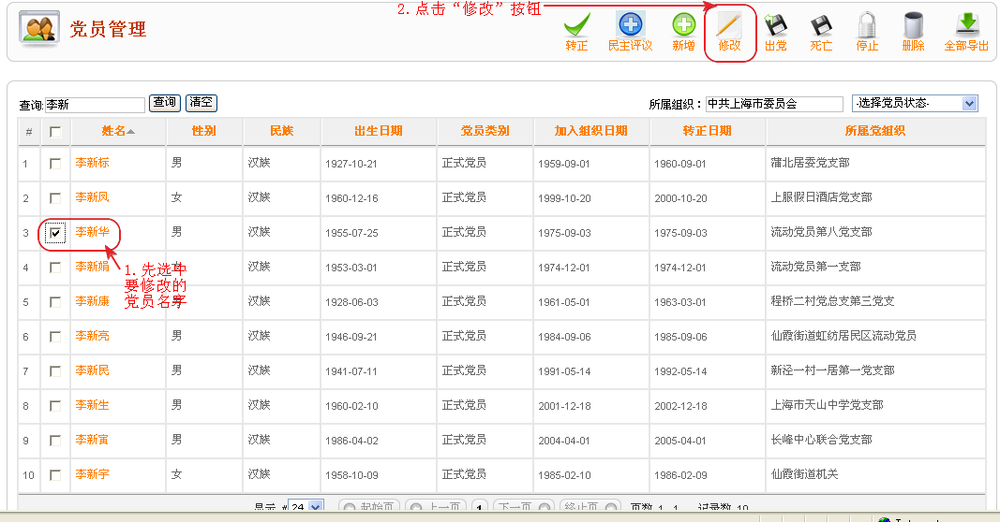 2.点击“修改”按钮
党员管理
转正 民主评议 新增 修改 出党 死亡 停止 删除 全部导出
查询:李新 查询 清空 所属组织：中共上海市委员会 -选择党员状态-
# 姓名 性别 民族 出生日期 党员类别 加入组织日期 转正日期 所属党组织
1 李新标 男 汉族 1927-10-21 正式党员 1959-09-01 1960-09-01 蒲北居委党支部
2 李新凤 女 汉族 1960-12-16 正式党员 1999-10-20 2000-10-20 上服假日酒店党支部
3 李新华 男 汉族 1955-07-25 正式党员 1975-09-03 1975-09-03 流动党员第八党支部
4 李新娟 汉族 1953-03-01 正式党员 1974-12-01 1974-12-01 流动党员第一支部
1.先选中
要修改的
党员名字
5 李新康 男 汉族 1928-06-03 正式党员 1961-05-01 1963-03-01 程桥二村党总支第三党支
6 李新亮 男 汉族 1946-09-21 正式党员 1984-09-06 1985-09-06 仙霞街道虹纺居民区流动党员
7 李新民 男 汉族 1941-07-11 正式党员 1991-05-14 1992-05-14 新泾一村一居第一党支部
8 李新生 男 汉族 1960-02-10 正式党员 2001-12-18 2002-12-18 上海市天山中学党支部
9 李新寅 男 汉族 1986-04-02 正式党员 2004-04-01 2005-04-01 长峰中心联合党支部
10 李新宇 女 汉族 1958-10-09 正式党员 1985-02-10 1986-02-09 仙霞街道机关
显示 # 24 起始页 上一页 1 下一页 终止页 页数 1 - 1 记录数 10